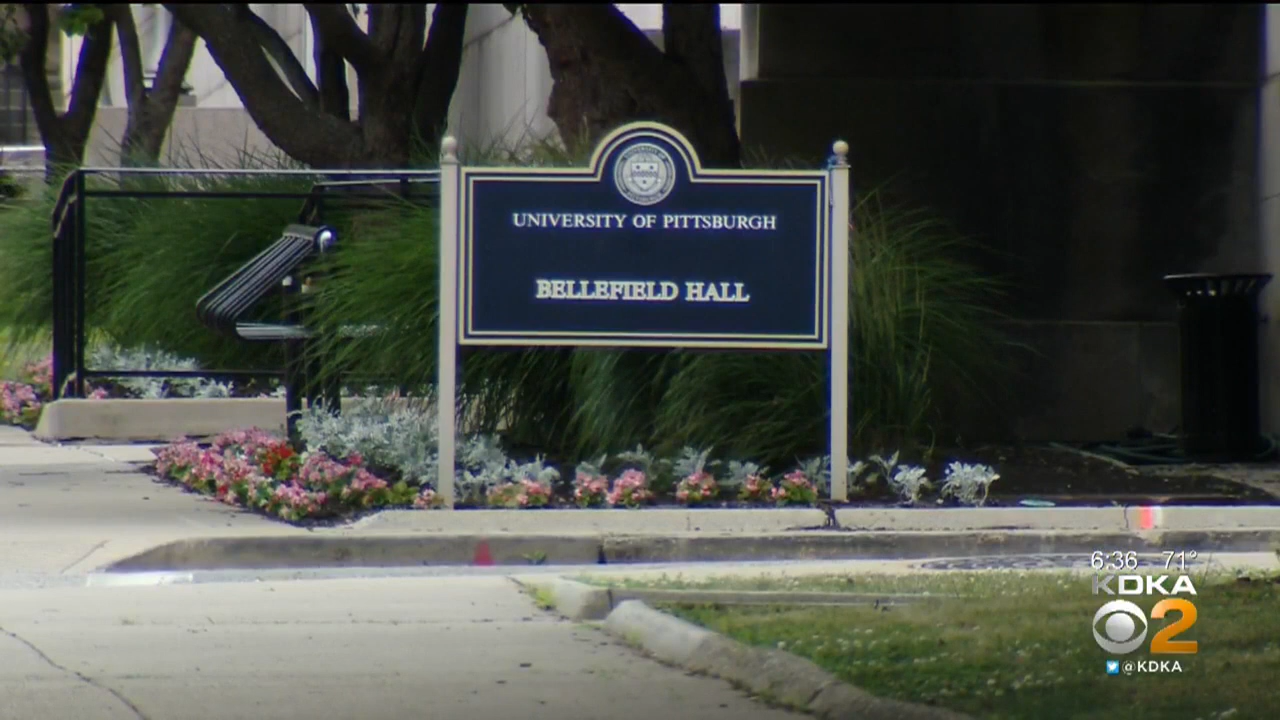 UNIVERSITY OF PITTSBURGH
BELLEFIELD HALL
6:36 71°
KDKA
2
@KDKA